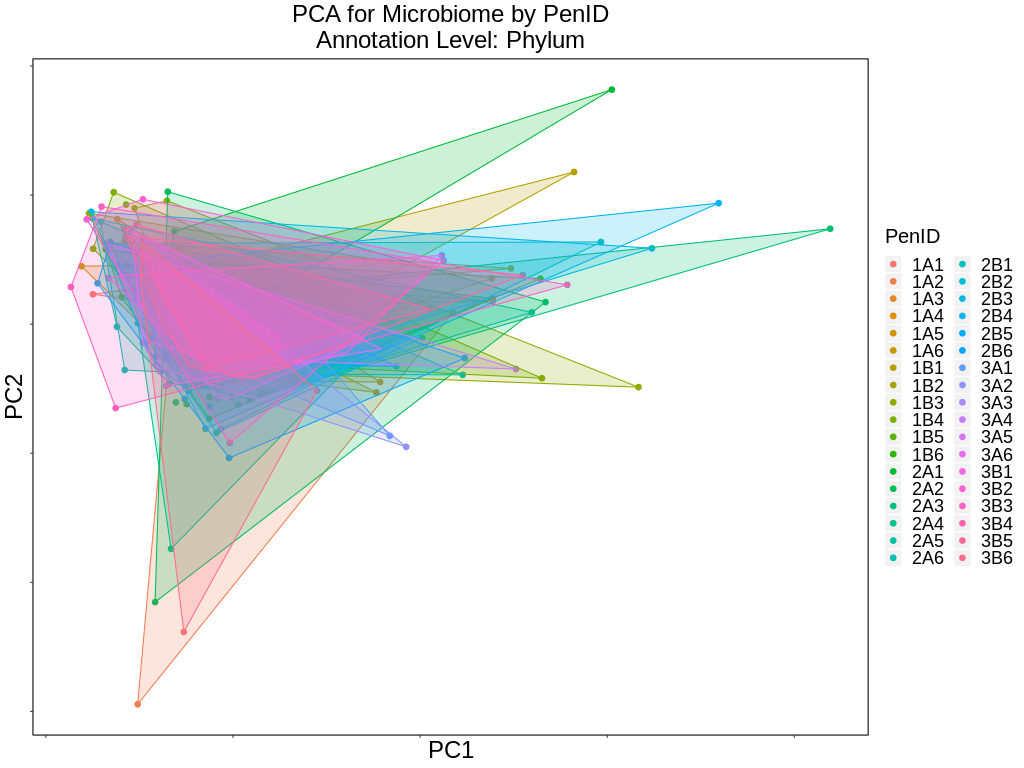 PCA for Microbiome by PenID
Annotation Level: Phylum
PC2
PC1
PenID
1A1
1A2
1A3
1A4
1A5
1A6
1B1
1B2
1B3
1B4
1B5
1B6
2A1
2A2
2A3
2A4
2A5
2A6
2B1
2B2
2B3
2B4
2B5
2B6
3A1
3A2
3A3
3A4
3A5
3A6
3B1
3B2
3B3
3B4
3B5
3B6